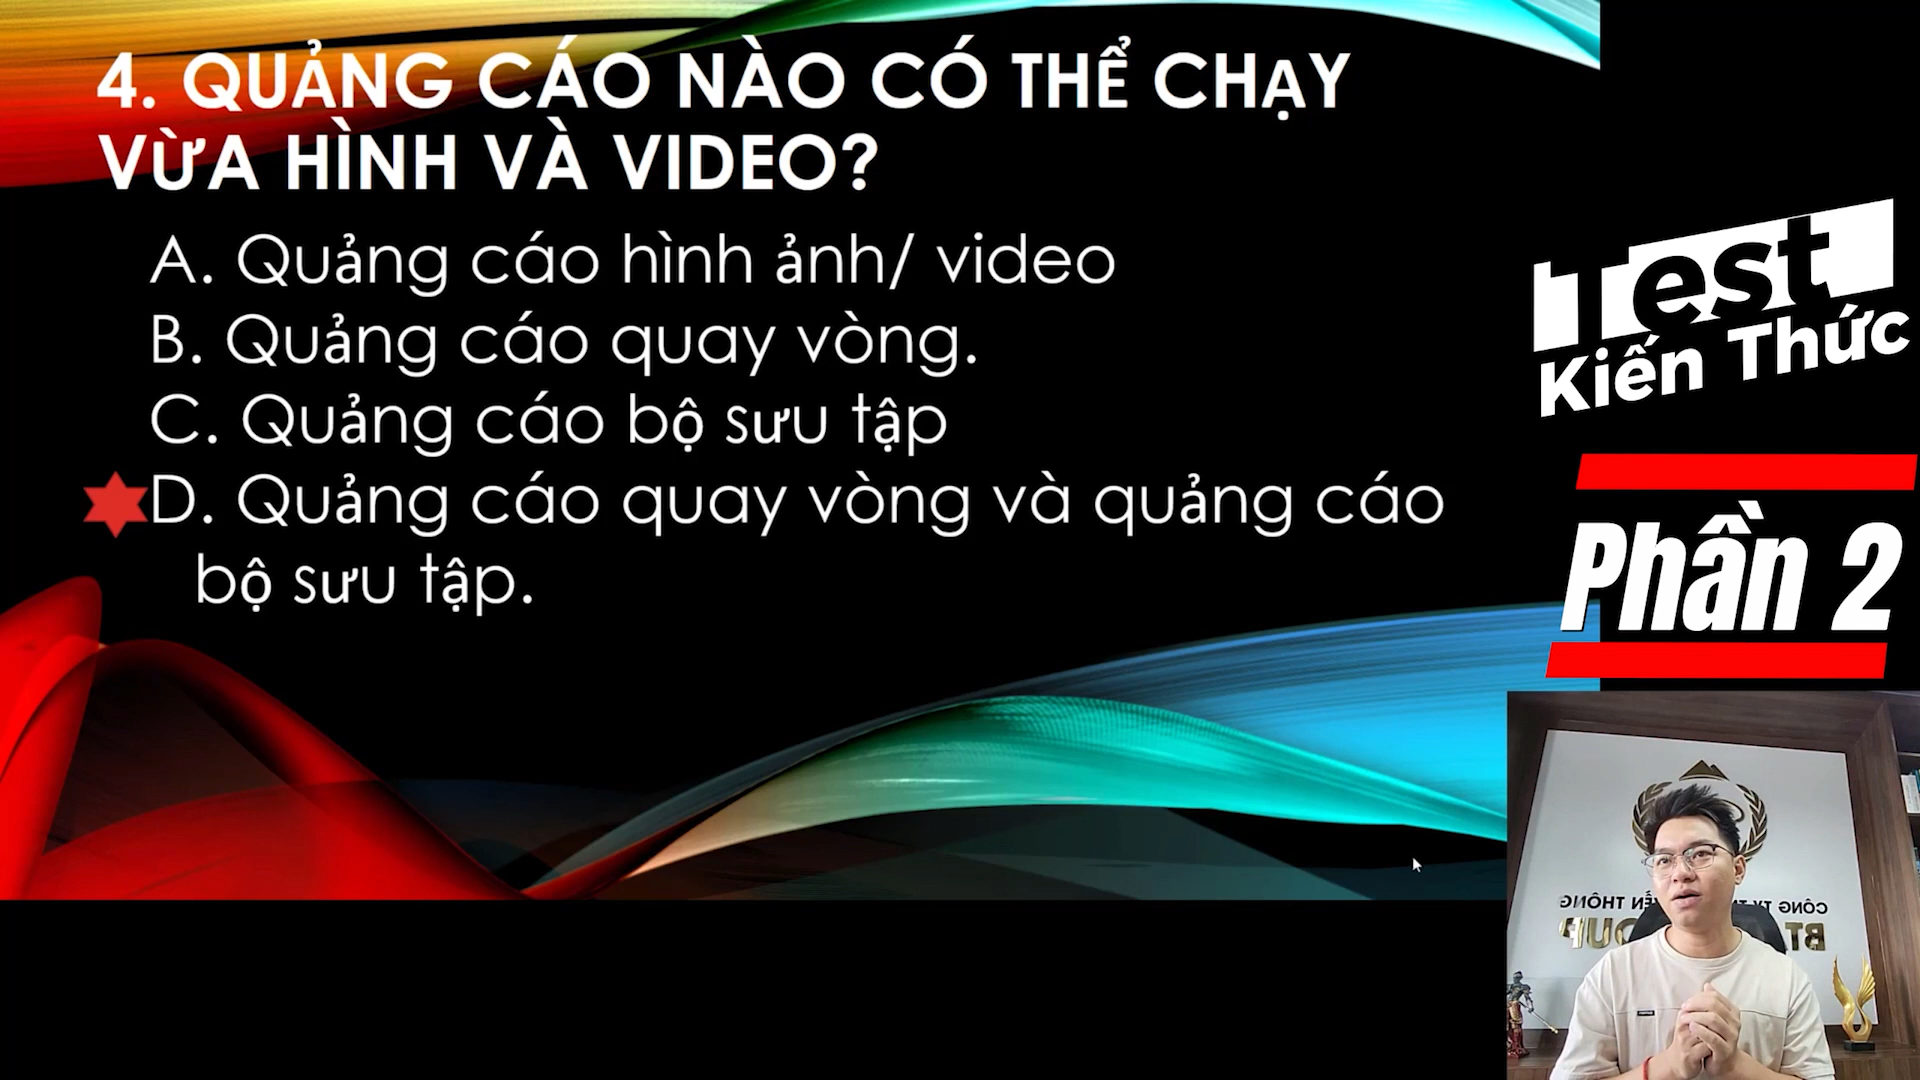 4. QUẢNG CÁO NÀO CÓ THỂ CHẠY
VỪA HÌNH VÀ VIDEO?
A. Quảng cáo hình ảnh/ video
B. Quảng cáo quay vòng.
C. Quảng cáo bộ sưu tập
D. Quảng cáo quay vòng và quảng cáo
bộ sưu tập.
Test
Kiến Thức
Phần 2
CÔNG TY
THÔNG